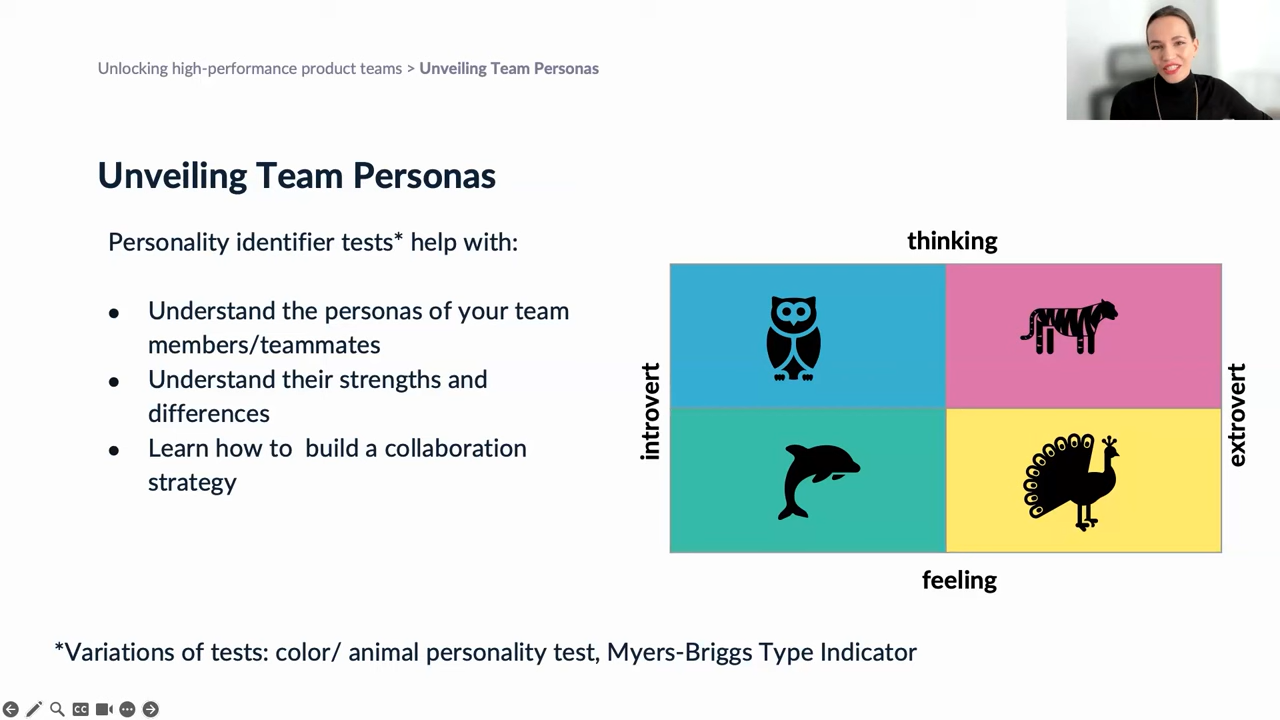 Unlocking high-performance product teams > Unveiling Team Personas
Unveiling Team Personas
Personality identifier tests* help with:
● Understand the personas of your team
members/teammates
● Understand their strengths and
differences
● Learn how to  build a collaboration
strategy
thinking
introvert
extrovert
feeling
*Variations of tests: color/ animal personality test, Myers-Briggs Type Indicator
CC